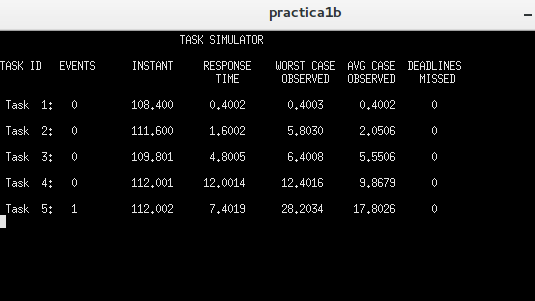 practica1b
TASK SIMULATOR
TASK ID EVENTS INSTANT RESPONSE WORST CASE AVG CASE DEADLINES
TIME OBSERVED OBSERVED MISSED
Task 1: 0 108.400 0.4002 0.4003 0.4002 0
Task 2: 0 111.600 1.6002 5.8030 2.0506 0
Task 3: 0 109.801 4.8005 6.4008 5.5506 0
Task 4: 0 112.001 12.0014 12.4016 9.8679 0
Task 5: 1 112.002 7.4019 28.2034 17.8026 0